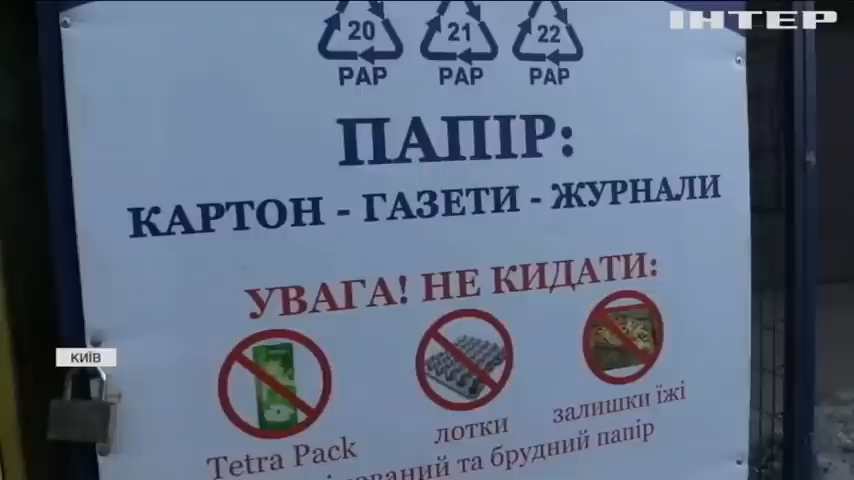 ІНТЕР
20 21 22
PAP PAP PAP
ПАПІР:
КАРТОН - ГАЗЕТИ - ЖУРНАЛИ
УВАГА! НЕ КИДАТИ:
КИЇВ
Tetra Pack лотки залишки їжі
та брудний папір